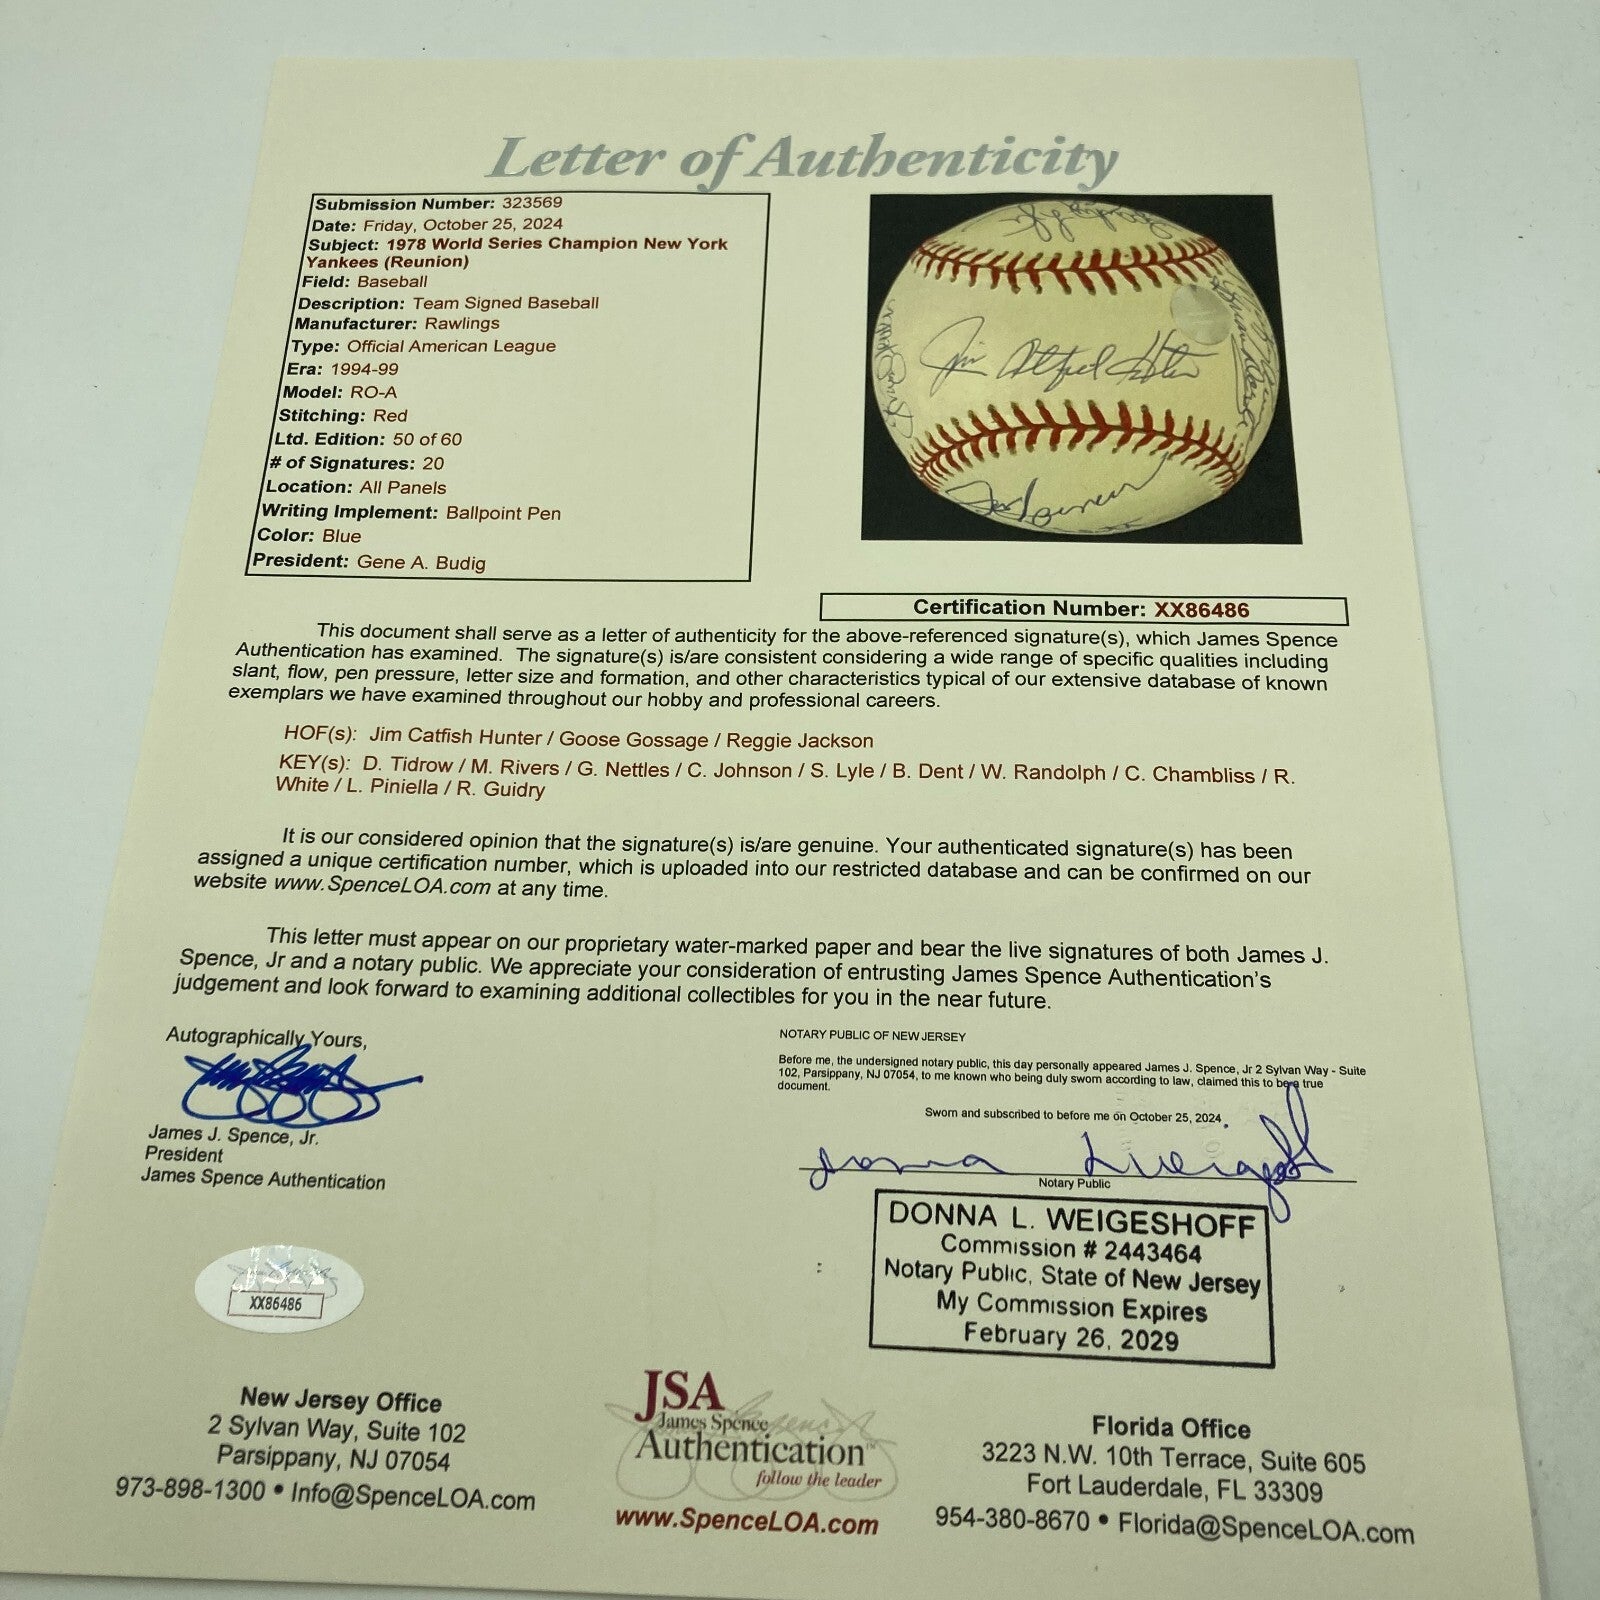 Letter of Authenticity
Submission Number: 323569
Date: Friday, October 25, 2024
Subject: 1978 World Series Champion New York
Yankees (Reunion)
Field: Baseball
Description: Team Signed Baseball
Manufacturer: Rawlings
Type: Official American League
Era: 1994-99
Model: RO-A
Stitching: Red
Ltd. Edition: 50 of 60
# of Signatures: 20
Location: All Panels
Writing Implement: Ballpoint Pen
Color: Blue
President: Gene A. Budig
Jim Catfish Hunter
Certification Number: XX86486
This document shall serve as a letter of authenticity for the above-referenced signature(s), which James Spence
Authentication has examined. The signature(s) is/are consistent considering a wide range of specific qualities including
slant, flow, pen pressure, letter size and formation, and other characteristics typical of our extensive database of known
exemplars we have examined throughout our hobby and professional careers.
HOF(s): Jim Catfish Hunter / Goose Gossage / Reggie Jackson
KEY(s): D. Tidrow / M. Rivers / G. Nettles / C. Johnson / S. Lyle / B. Dent / W. Randolph / C. Chambliss / R.
White / L. Piniella / R. Guidry
It is our considered opinion that the signature(s) is/are genuine. Your authenticated signature(s) has been
assigned a unique certification number, which is uploaded into our restricted database and can be confirmed on our
website www.SpenceLOA.com at any time.
This letter must appear on our proprietary water-marked paper and bear the live signatures of both James J.
Spence, Jr and a notary public. We appreciate your consideration of entrusting James Spence Authentication's
judgement and look forward to examining additional collectibles for you in the near future.
Autographically Yours,
James J. Spence, Jr.
President
James Spence Authentication
NOTARY PUBLIC OF NEW JERSEY
Before me, the undersigned notary public, this day personally appeared James J. Spence, Jr 2 Sylvan Way - Suite
102, Parsippany, NJ 07054, to me known who being duly sworn according to law, claimed this to be a true
document.
Sworn and subscribed to before me on October 25, 2024.
Donna L Weigeshoff
Notary Public
DONNA L. WEIGESHOFF
Commission # 2443464
Notary Public, State of New Jersey
My Commission Expires
February 26, 2029
JSA
XX86486
New Jersey Office
2 Sylvan Way, Suite 102
Parsippany, NJ 07054
973-898-1300 • Info@SpenceLOA.com
JSA
James Spence
Authentication™
follow the leader
www.SpenceLOA.com
Florida Office
3223 N.W. 10th Terrace, Suite 605
Fort Lauderdale, FL 33309
954-380-8670 • Florida@SpenceLOA.com